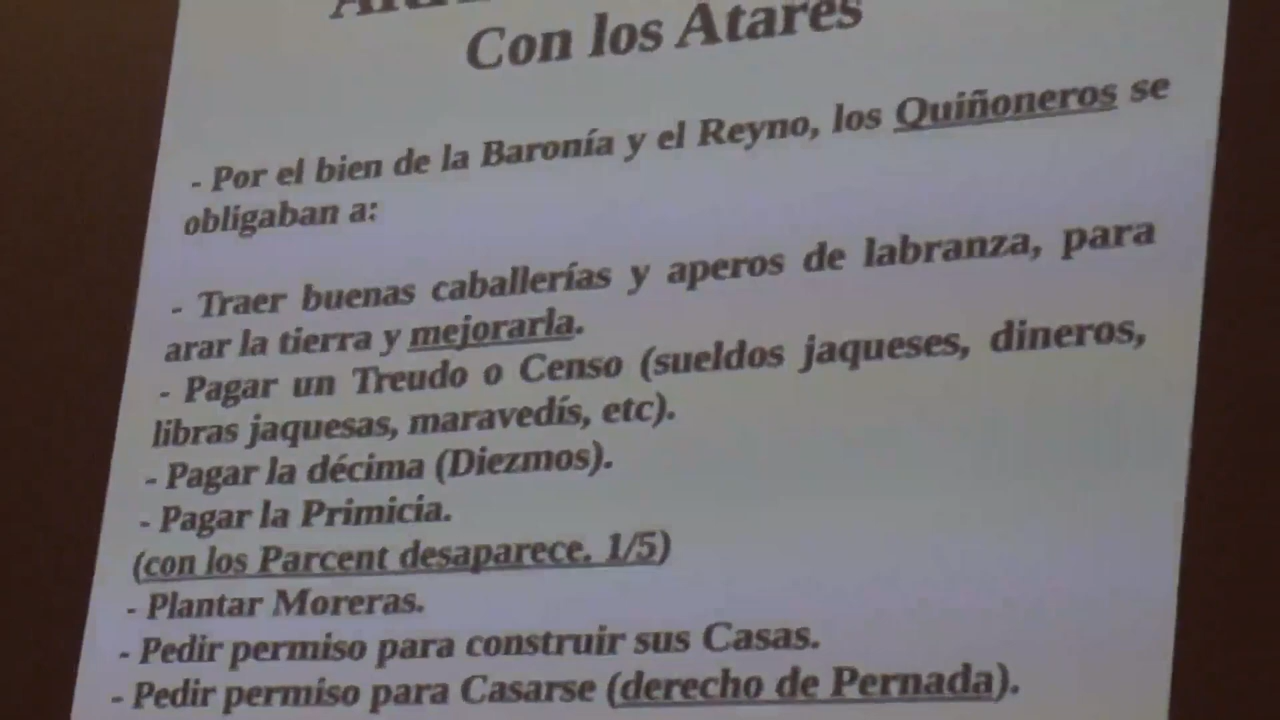 Con los Atares
- Por el bien de la Baronía y el Reyno, los Quiñoneros se
obligaban a:
- Traer buenas caballerías y aperos de labranza, para
arar la tierra y mejorarla.
- Pagar un Treudo o Censo (sueldos jaqueses, dineros,
libras jaquesas, maravedís, etc).
- Pagar la décima (Diezmos).
- Pagar la Primicia.
(con los Parcent desaparece. 1/5)
- Plantar Moreras.
- Pedir permiso para construir sus Casas.
- Pedir permiso para Casarse (derecho de Pernada).